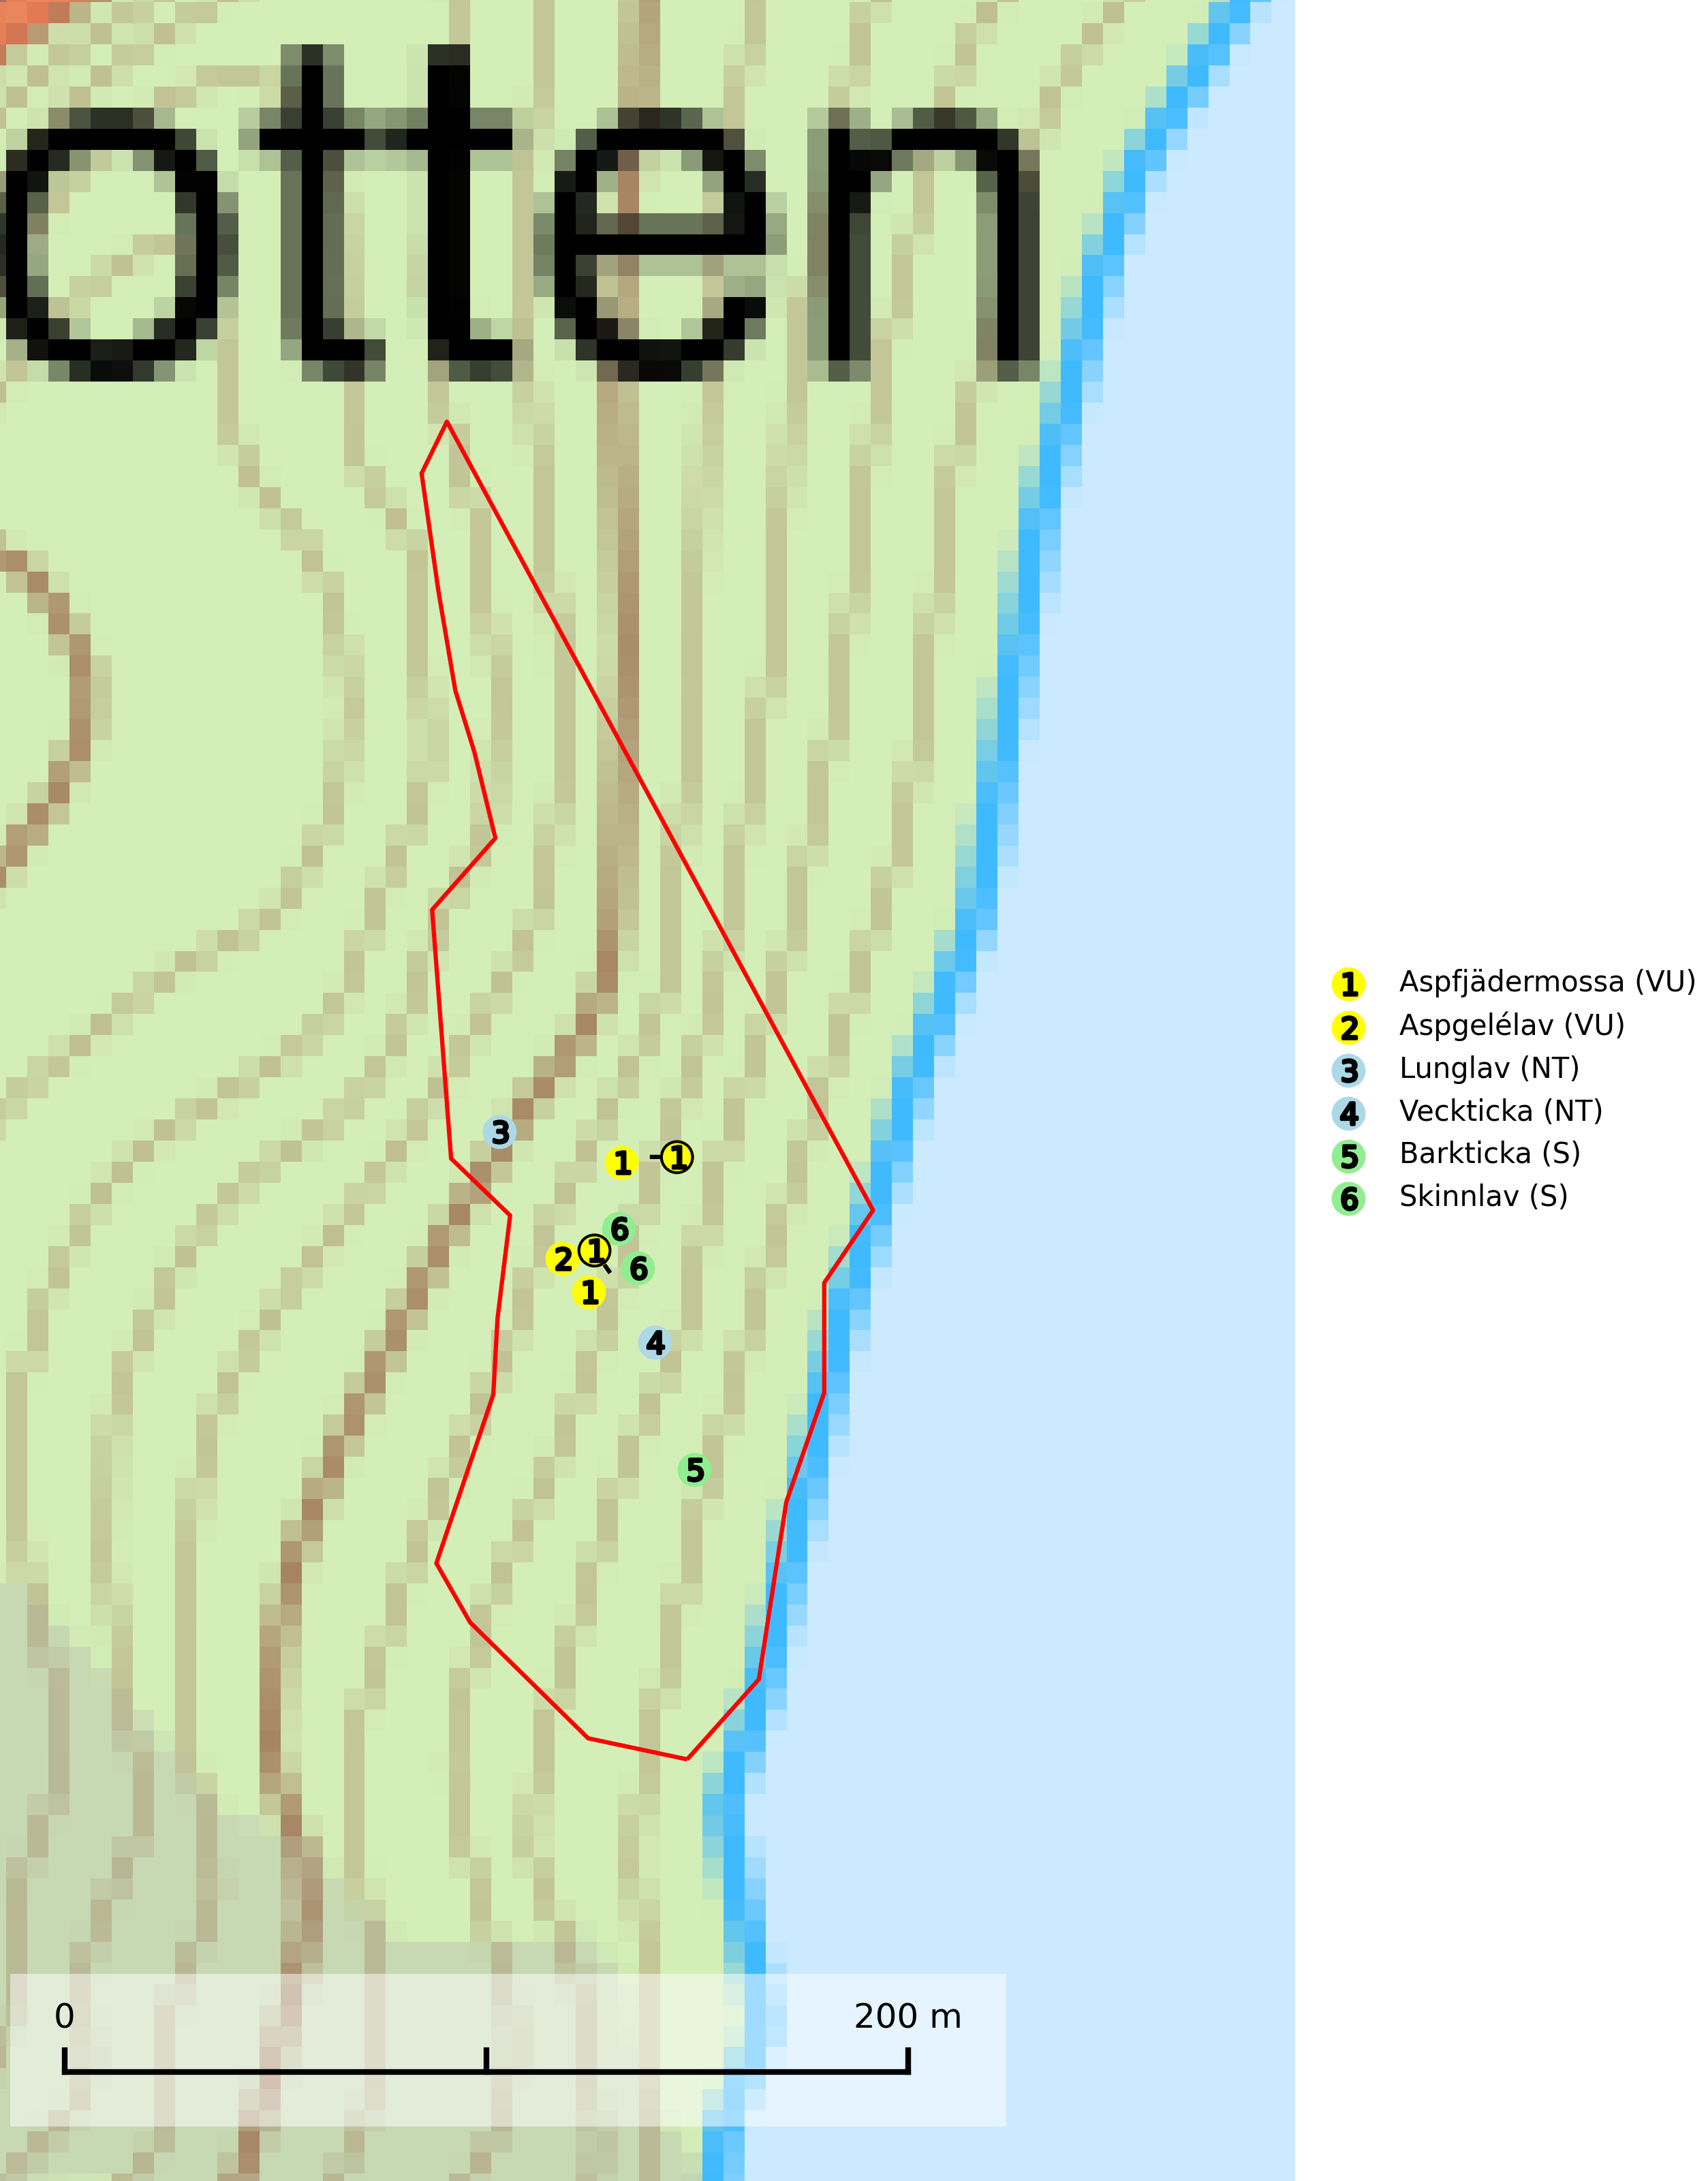 otten
1 Aspfjädermossa (VU)
2 Aspgelélav (VU)
3 Lunglav (NT)
4 Veckticka (NT)
5 Barkticka (S)
6 Skinnlav (S)
3
1 1
6
2 1 6
1
4
5
0 200 m